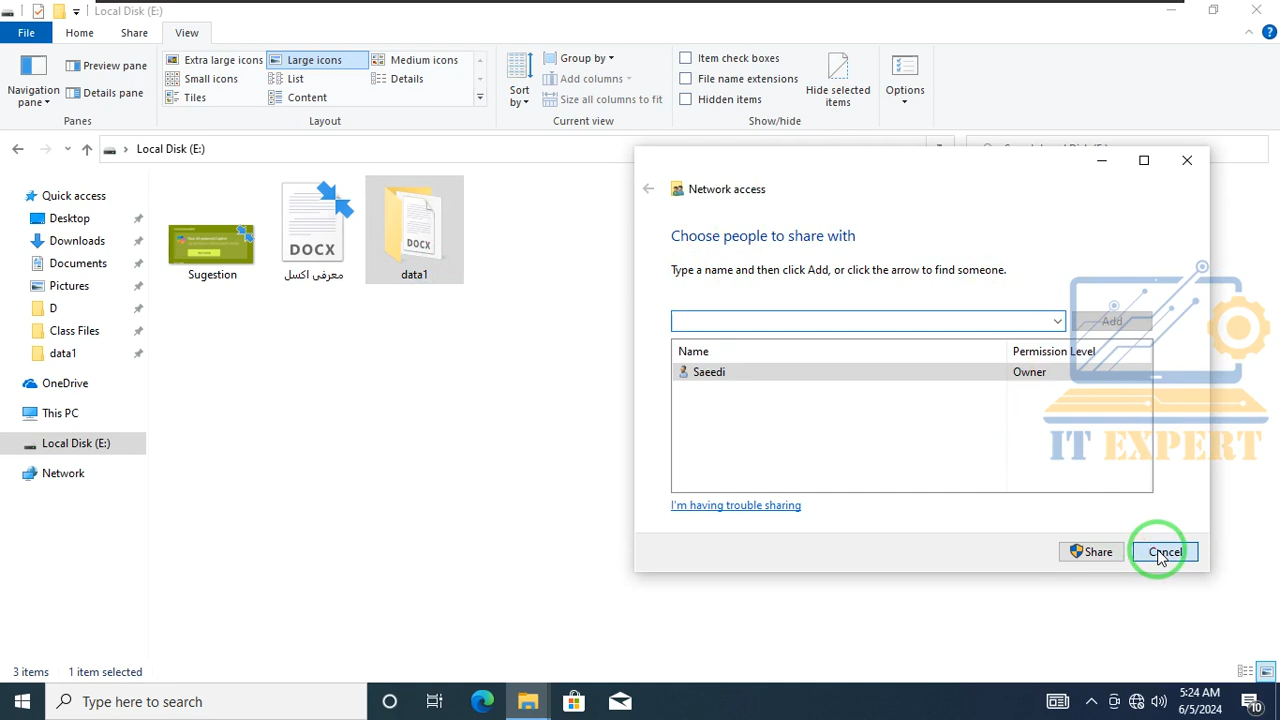 Local Disk (E:)
File Home Share View
Navigation pane
Preview pane
Details pane
Panes
Extra large icons Large icons Medium icons
Small icons List Details
Tiles Content
Layout
Sort by
Group by
Add columns
Size all columns to fit
Current view
Item check boxes
File name extensions
Hidden items
Hide selected items
Show/hide
Options
Local Disk (E:)
Quick access
Desktop
Downloads
Documents
Pictures
D
Class Files
data1
OneDrive
This PC
Local Disk (E:)
Network
Sugestion
DOCX
معرفی اکسل
DOCX
data1
Network access
Choose people to share with
Type a name and then click Add, or click the arrow to find someone.
Add
Name Permission Level
Saeedi Owner
I'm having trouble sharing
Share Cancel
IT EXPERT
3 items 1 item selected
Type here to search
5:24 AM
6/5/2024
10